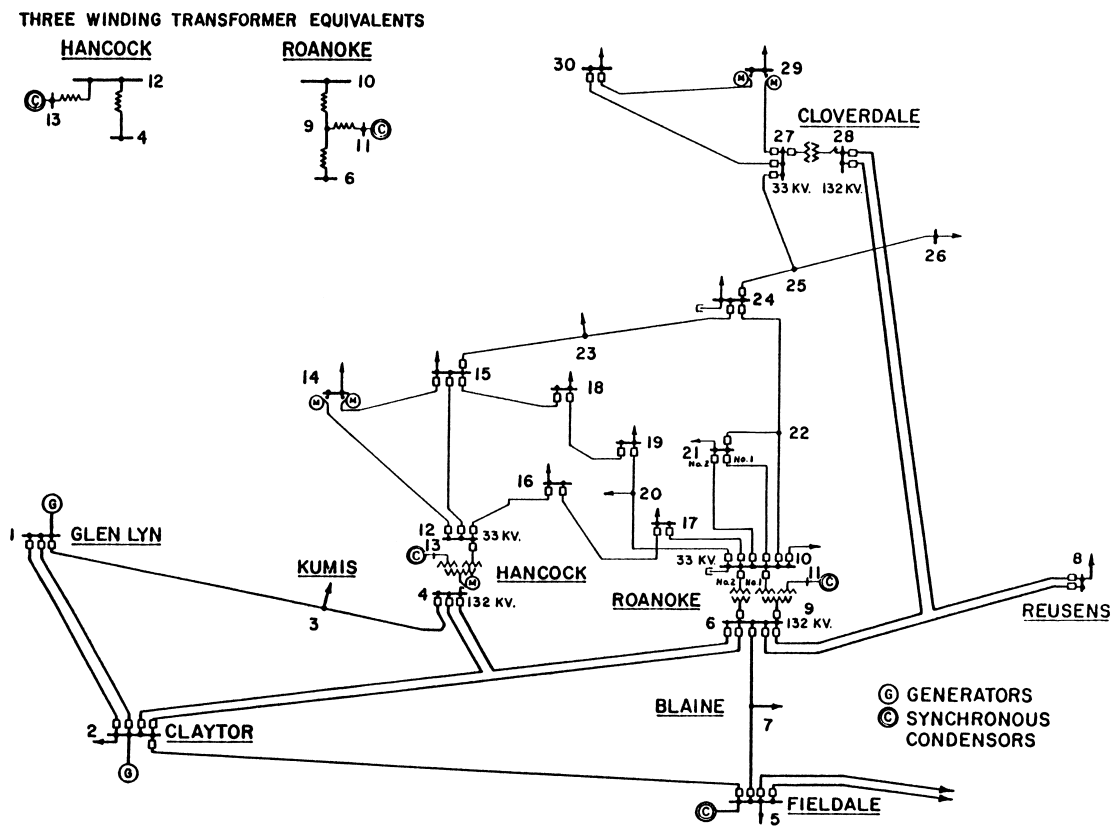 THREE WINDING TRANSFORMER EQUIVALENTS
HANCOCK
ROANOKE
12
C
13
4
10
9
C
11
6
30
29
M
M
CLOVERDALE
27
28
33 KV.
132 KV.
26
25
24
23
14
15
M
M
18
22
19
21
No.2
No.1
16
20
17
G
1
GLEN LYN
12
33 KV.
13
C
HANCOCK
M
KUMIS
4
132 KV.
3
33 KV.
10
No.2
No.1
11
C
ROANOKE
9
6
132 KV.
8
REUSENS
BLAINE
7
G GENERATORS
C SYNCHRONOUS
CONDENSORS
2
CLAYTOR
G
C
FIELDALE
5